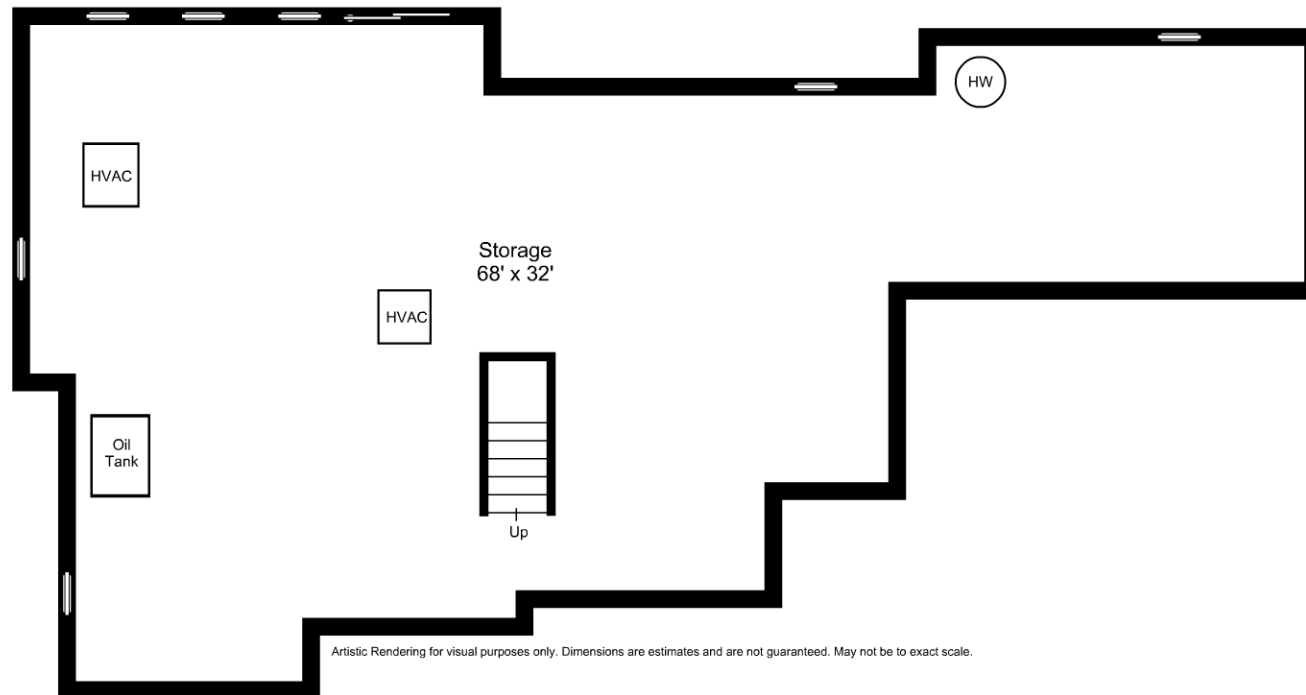 HW
HVAC
Storage
68' x 32'
HVAC
Oil
Tank
Up
Artistic Rendering for visual purposes only. Dimensions are estimates and are not guaranteed. May not be to exact scale.